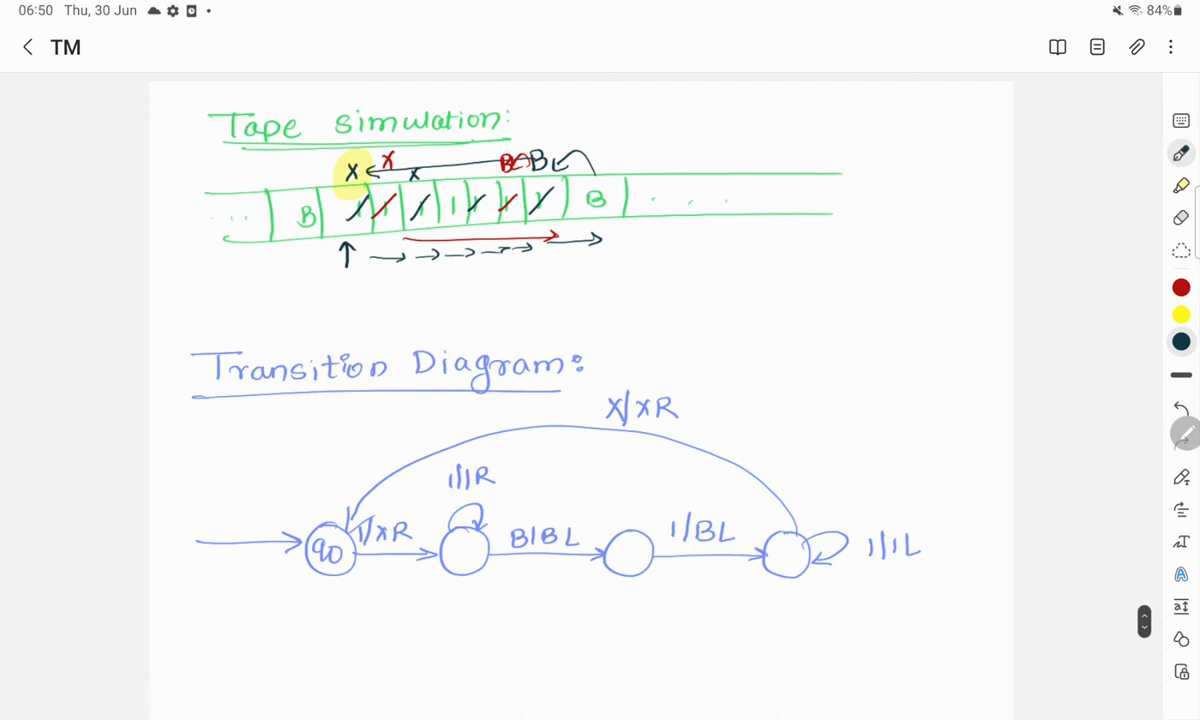 06:50 Thu, 30 Jun 84%
TM
Tape simulation:
X X X B B
... B 1 1 1 1 1 1 1 B . . .
Transition Diagram:
X/XR
1/1R
q0 1/XR B/BL 1/BL 1/1L